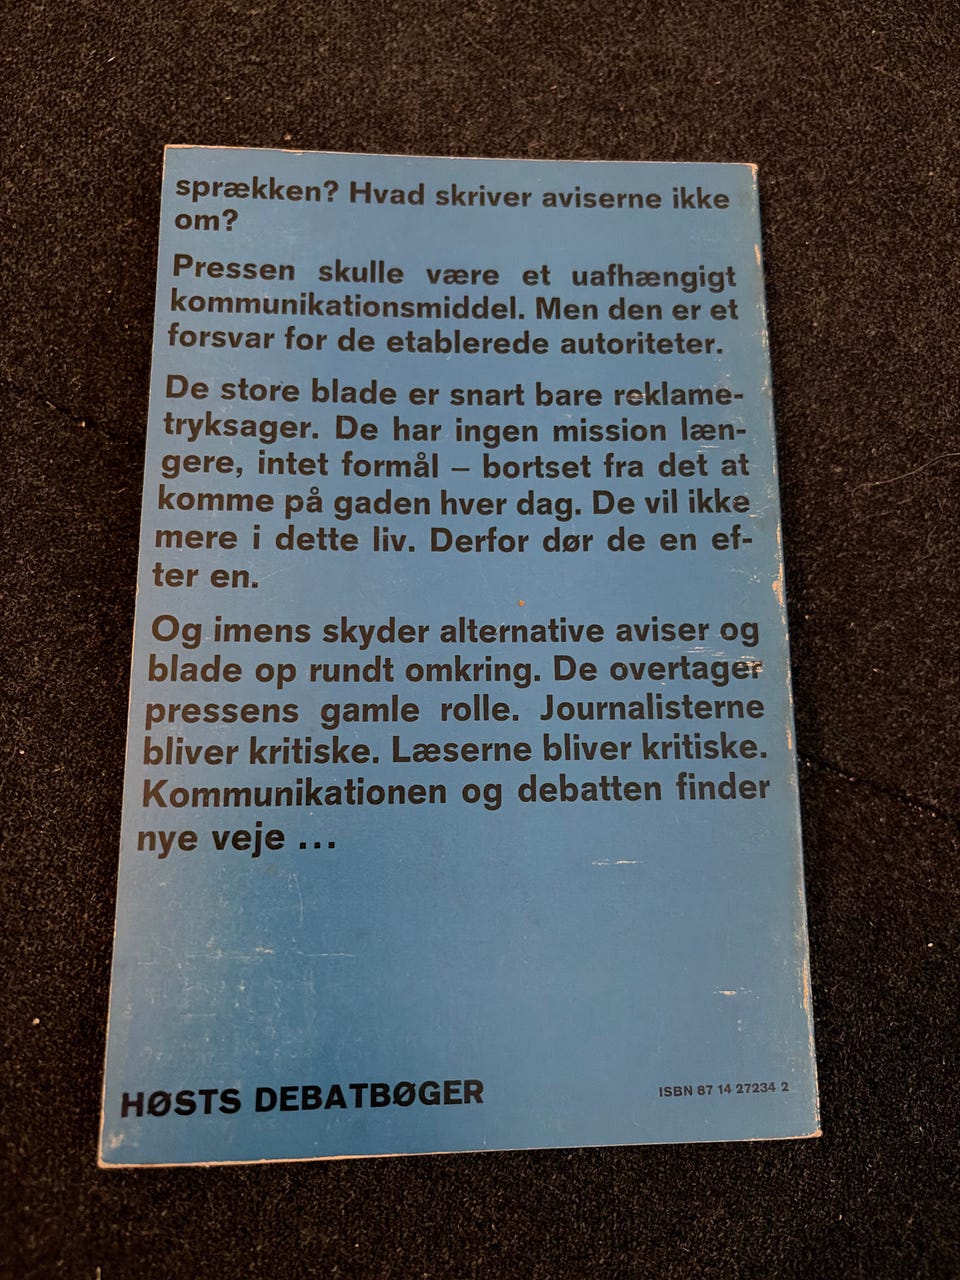 sprækken? Hvad skriver aviserne ikke
om?
Pressen skulle være et uafhængigt
kommunikationsmiddel. Men den er et
forsvar for de etablerede autoriteter.
De store blade er snart bare reklame-
tryksager. De har ingen mission læn-
gere, intet formål – bortset fra det at
komme på gaden hver dag. De vil ikke
mere i dette liv. Derfor dør de en ef-
ter en.
Og imens skyder alternative aviser og
blade op rundt omkring. De overtager
pressens gamle rolle. Journalisterne
bliver kritiske. Læserne bliver kritiske.
Kommunikationen og debatten finder
nye veje ...
HØSTS DEBATBØGER
ISBN 87 14 27234 2